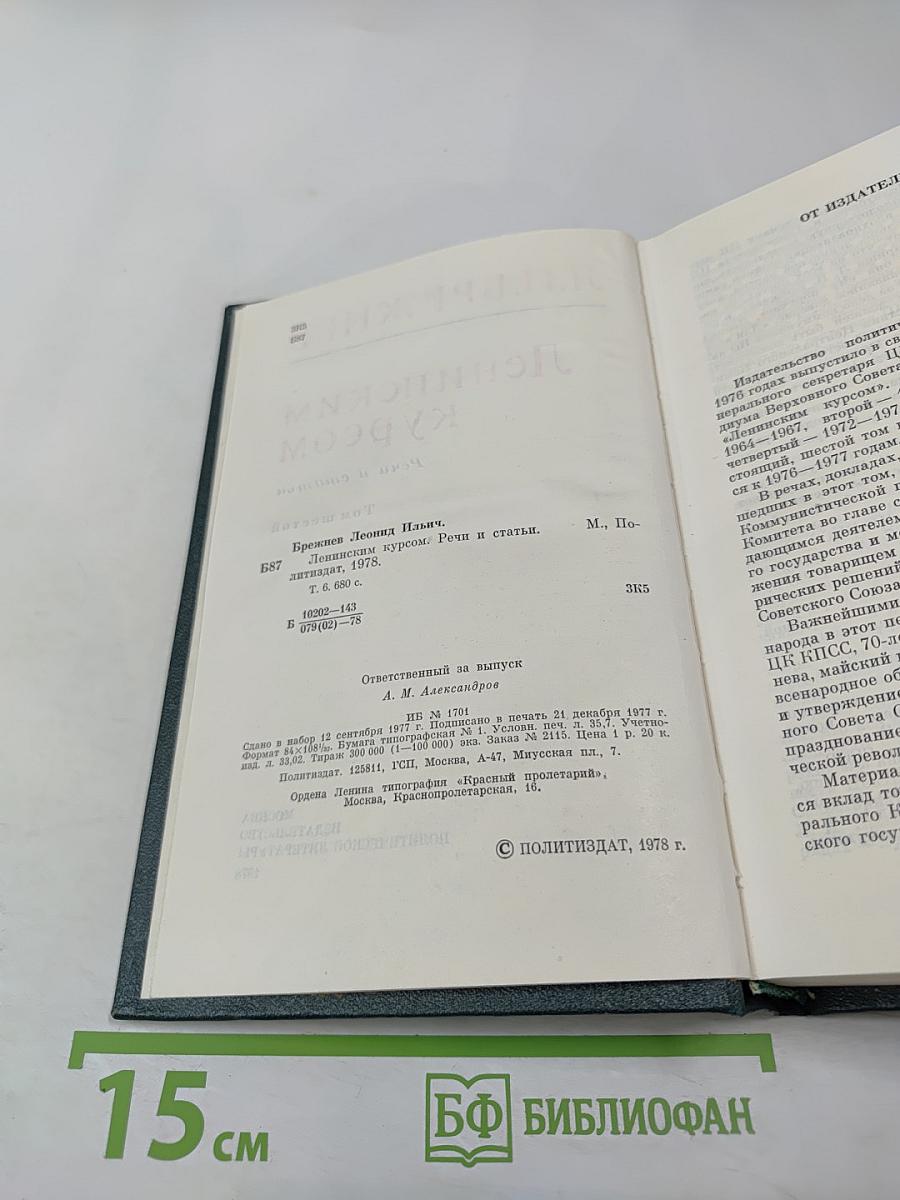 3К5
Б87
Брежнев Леонид Ильич.
Б87 Ленинским курсом. Речи и статьи. М., По-
литиздат, 1978.
Т. 6. 680 с.
Б 10202—143
079(02)—78
3К5
Ответственный за выпуск
А. М. Александров
ИБ № 1701
Сдано в набор 12 сентября 1977 г. Подписано в печать 21 декабря 1977 г.
Формат 84×108¹/₃₂. Бумага типографская № 1. Условн. печ. л. 35,7. Учетно-
изд. л. 33,02. Тираж 300 000 (1—100 000) экз. Заказ № 2115. Цена 1 р. 20 к.
Политиздат. 125811, ГСП, Москва, А-47, Миусская пл., 7.
Ордена Ленина типография «Красный пролетарий».
Москва, Краснопролетарская, 16.
© ПОЛИТИЗДАТ, 1978 г.
ОТ ИЗДАТЕЛ
Издательство политич
1976 годах выпустило в св
нерального секретаря Ц
диума Верховного Совета
«Ленинским курсом».
1964—1967, второй —
четвертый — 1972—197
стоящий, шестой том
ся к 1976—1977 годам.
В речах, докладах,
шедших в этот том,
Коммунистической п
Комитета во главе с
дающимся деятелем
го государства и м
жения товарищем
рических решений
Советского Союза
Важнейшими
народа в этот пе
ЦК КПСС, 70-ле
нева, майский
всенародное об
и утверждение
ного Совета С
празднование
ческой револ
Материа
ся вклад то
рального К
ского госу
15 см
БФ БИБЛИОФАН